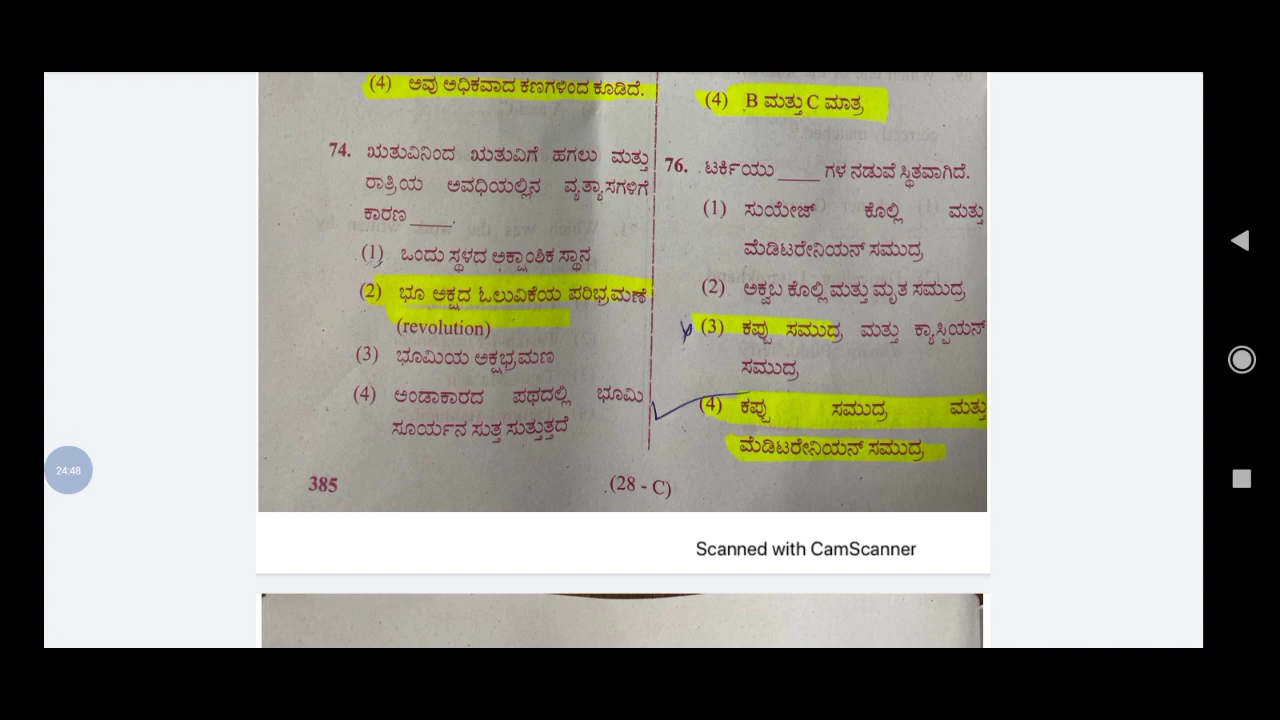 (4) ಅವು ಅಧಿಕವಾದ ಕಣಗಳಿಂದ ಕೂಡಿದೆ.
74. ಋತುವಿನಿಂದ ಋತುವಿಗೆ ಹಗಲು ಮತ್ತು
ರಾತ್ರಿಯ ಅವಧಿಯಲ್ಲಿನ ವ್ಯತ್ಯಾಸಗಳಿಗೆ
ಕಾರಣ ____.
(1) ಒಂದು ಸ್ಥಳದ ಅಕ್ಷಾಂಶಿಕ ಸ್ಥಾನ
(2) ಭೂ ಅಕ್ಷದ ಓಲುವಿಕೆಯ ಪರಿಭ್ರಮಣೆ
(revolution)
(3) ಭೂಮಿಯ ಅಕ್ಷಭ್ರಮಣ
(4) ಅಂಡಾಕಾರದ ಪಥದಲ್ಲಿ ಭೂಮಿ
ಸೂರ್ಯನ ಸುತ್ತ ಸುತ್ತುತ್ತದೆ
385
(4) B ಮತ್ತು C ಮಾತ್ರ
76. ಟರ್ಕಿಯು ____ ಗಳ ನಡುವೆ ಸ್ಥಿತವಾಗಿದೆ.
(1) ಸುಯೇಜ್ ಕೊಲ್ಲಿ ಮತ್ತು
ಮೆಡಿಟರೇನಿಯನ್ ಸಮುದ್ರ
(2) ಅಕ್ವಬ ಕೊಲ್ಲಿ ಮತ್ತು ಮೃತ ಸಮುದ್ರ
(3) ಕಪ್ಪು ಸಮುದ್ರ ಮತ್ತು ಕ್ಯಾಸ್ಪಿಯನ್
ಸಮುದ್ರ
(4) ಕಪ್ಪು ಸಮುದ್ರ ಮತ್ತು
ಮೆಡಿಟರೇನಿಯನ್ ಸಮುದ್ರ
(28 - C)
Scanned with CamScanner
24:48